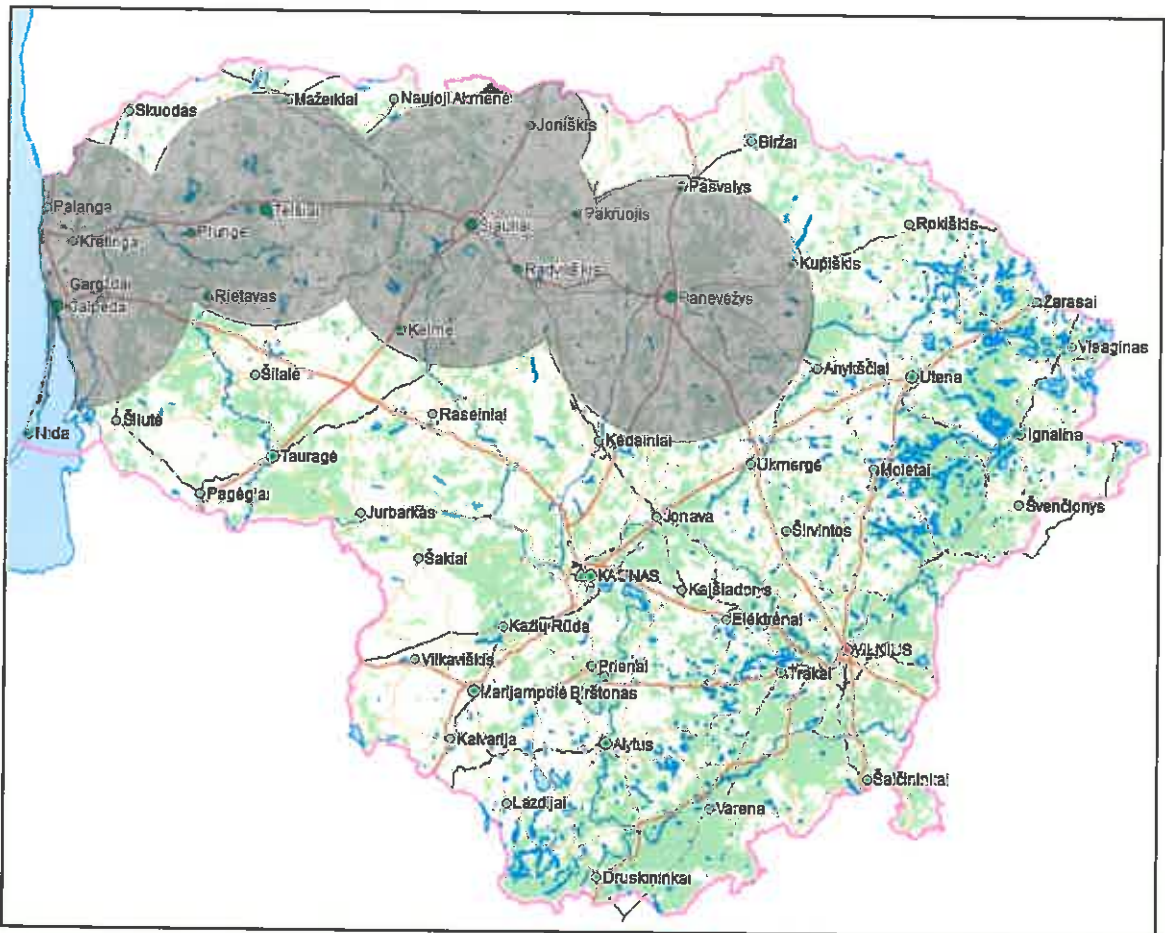 Skuodas
Mažeikiai
Naujoji Akmenė
Joniškis
Biržai
Palanga
Telšiai
Pasvalys
Pakruojis
Kretinga
Plungė
Šiauliai
Rokiškis
Radviliškis
Kupiškis
Gargždai
Klaipėda
Rietavas
Panevėžys
Zarasai
Kelmė
Visaginas
Šilalė
Anykščiai
Utena
Raseiniai
Šilutė
Nida
Kėdainiai
Ignalina
Tauragė
Ukmergė
Molėtai
Pagėgiai
Jurbarkas
Jonava
Širvintos
Švenčionys
Šakiai
KAUNAS
Kaišiadorys
Elektrėnai
Kazlų Rūda
VILNIUS
Vilkaviškis
Prienai
Trakai
Marijampolė Birštonas
Kalvarija
Alytus
Šalčininkai
Lazdijai
Varėna
Druskininkai